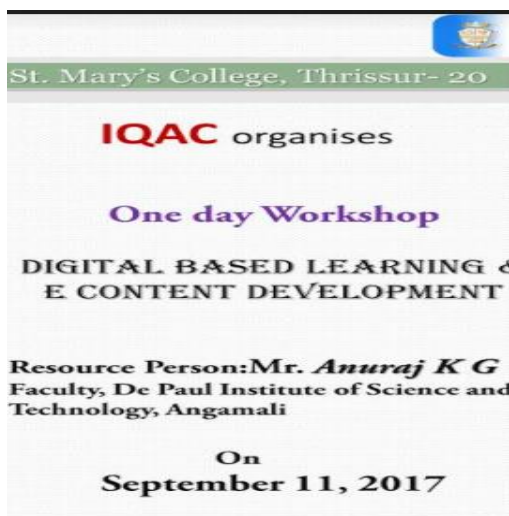 St. Mary's College, Thrissur- 20
IQAC organises
One day Workshop
DIGITAL BASED LEARNING &
E CONTENT DEVELOPMENT
Resource Person:Mr. Anuraj K G
Faculty, De Paul Institute of Science and
Technology, Angamali
On
September 11, 2017